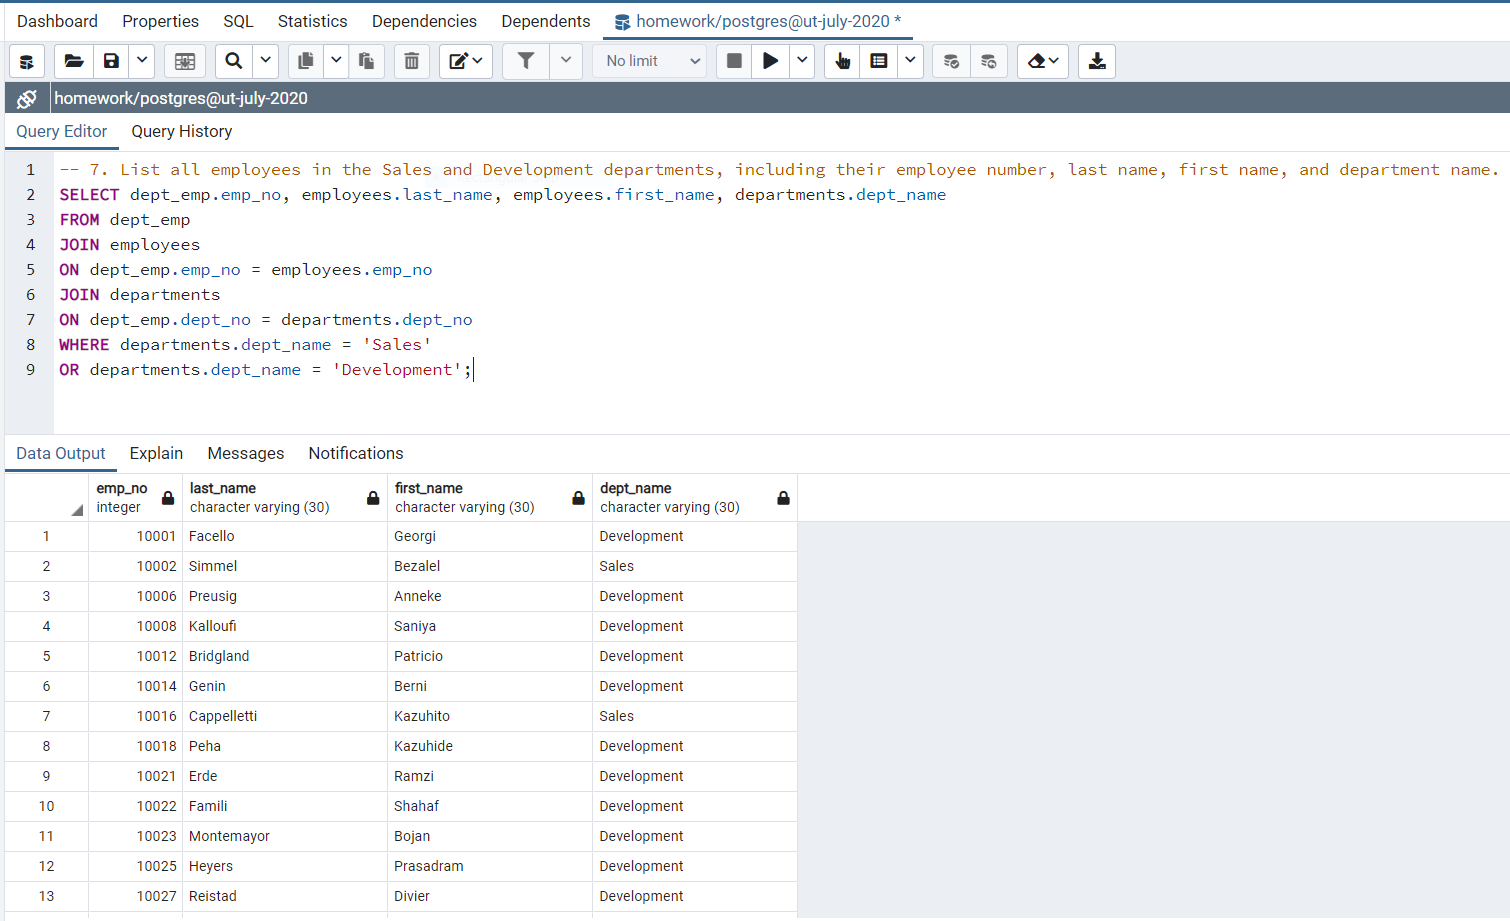 Dashboard Properties SQL Statistics Dependencies Dependents homework/postgres@ut-july-2020 *
No limit
homework/postgres@ut-july-2020
Query Editor Query History
1 -- 7. List all employees in the Sales and Development departments, including their employee number, last name, first name, and department name.
2 SELECT dept_emp.emp_no, employees.last_name, employees.first_name, departments.dept_name
3 FROM dept_emp
4 JOIN employees
5 ON dept_emp.emp_no = employees.emp_no
6 JOIN departments
7 ON dept_emp.dept_no = departments.dept_no
8 WHERE departments.dept_name = 'Sales'
9 OR departments.dept_name = 'Development';
Data Output Explain Messages Notifications
emp_no last_name first_name dept_name
integer character varying (30) character varying (30) character varying (30)
1 10001 Facello Georgi Development
2 10002 Simmel Bezalel Sales
3 10006 Preusig Anneke Development
4 10008 Kalloufi Saniya Development
5 10012 Bridgland Patricio Development
6 10014 Genin Berni Development
7 10016 Cappelletti Kazuhito Sales
8 10018 Peha Kazuhide Development
9 10021 Erde Ramzi Development
10 10022 Famili Shahaf Development
11 10023 Montemayor Bojan Development
12 10025 Heyers Prasadram Development
13 10027 Reistad Divier Development